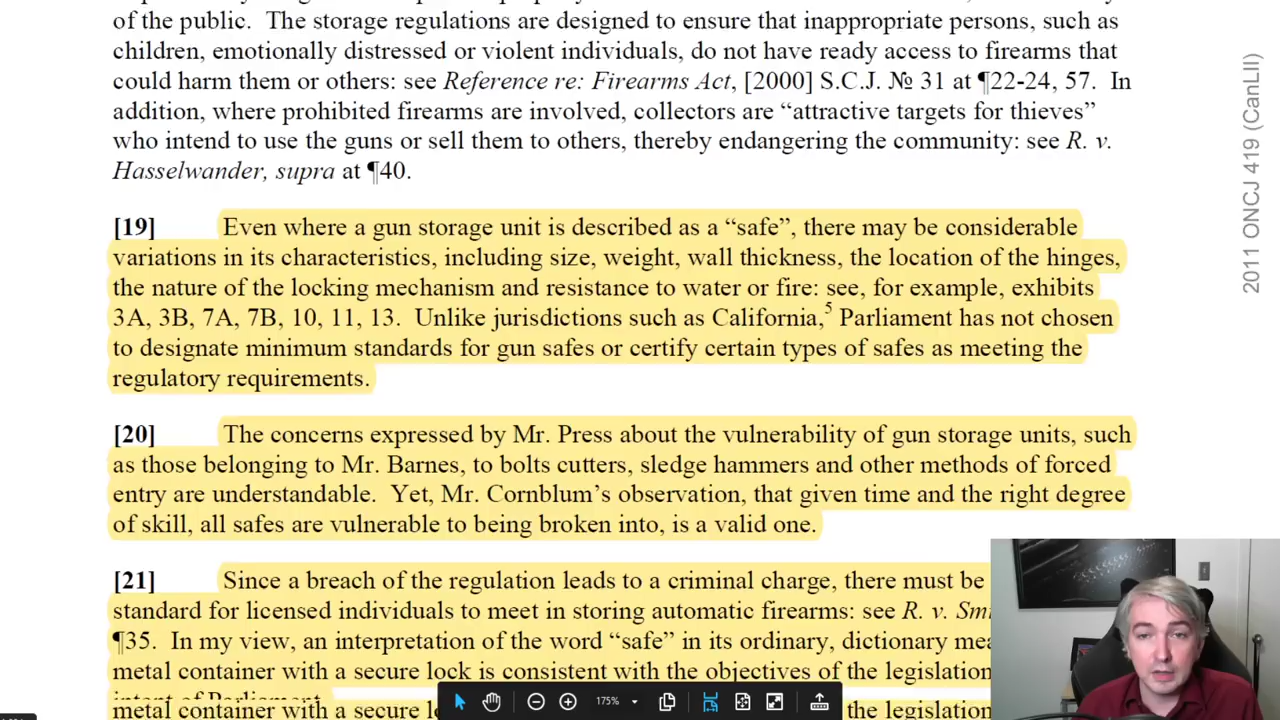 of the public. The storage regulations are designed to ensure that inappropriate persons, such as
children, emotionally distressed or violent individuals, do not have ready access to firearms that
could harm them or others: see Reference re: Firearms Act, [2000] S.C.J. № 31 at ¶22-24, 57. In
addition, where prohibited firearms are involved, collectors are “attractive targets for thieves”
who intend to use the guns or sell them to others, thereby endangering the community: see R. v.
Hasselwander, supra at ¶40.
[19] Even where a gun storage unit is described as a “safe”, there may be considerable
variations in its characteristics, including size, weight, wall thickness, the location of the hinges,
the nature of the locking mechanism and resistance to water or fire: see, for example, exhibits
3A, 3B, 7A, 7B, 10, 11, 13. Unlike jurisdictions such as California,5 Parliament has not chosen
to designate minimum standards for gun safes or certify certain types of safes as meeting the
regulatory requirements.
[20] The concerns expressed by Mr. Press about the vulnerability of gun storage units, such
as those belonging to Mr. Barnes, to bolts cutters, sledge hammers and other methods of forced
entry are understandable. Yet, Mr. Cornblum’s observation, that given time and the right degree
of skill, all safes are vulnerable to being broken into, is a valid one.
[21] Since a breach of the regulation leads to a criminal charge, there must be
standard for licensed individuals to meet in storing automatic firearms: see R. v. Sm
¶35. In my view, an interpretation of the word “safe” in its ordinary, dictionary mea
metal container with a secure lock is consistent with the objectives of the legislation
intent of Parliament.
metal container with a secure lo
the legislation
175%
2011 ONCJ 419 (CanLII)